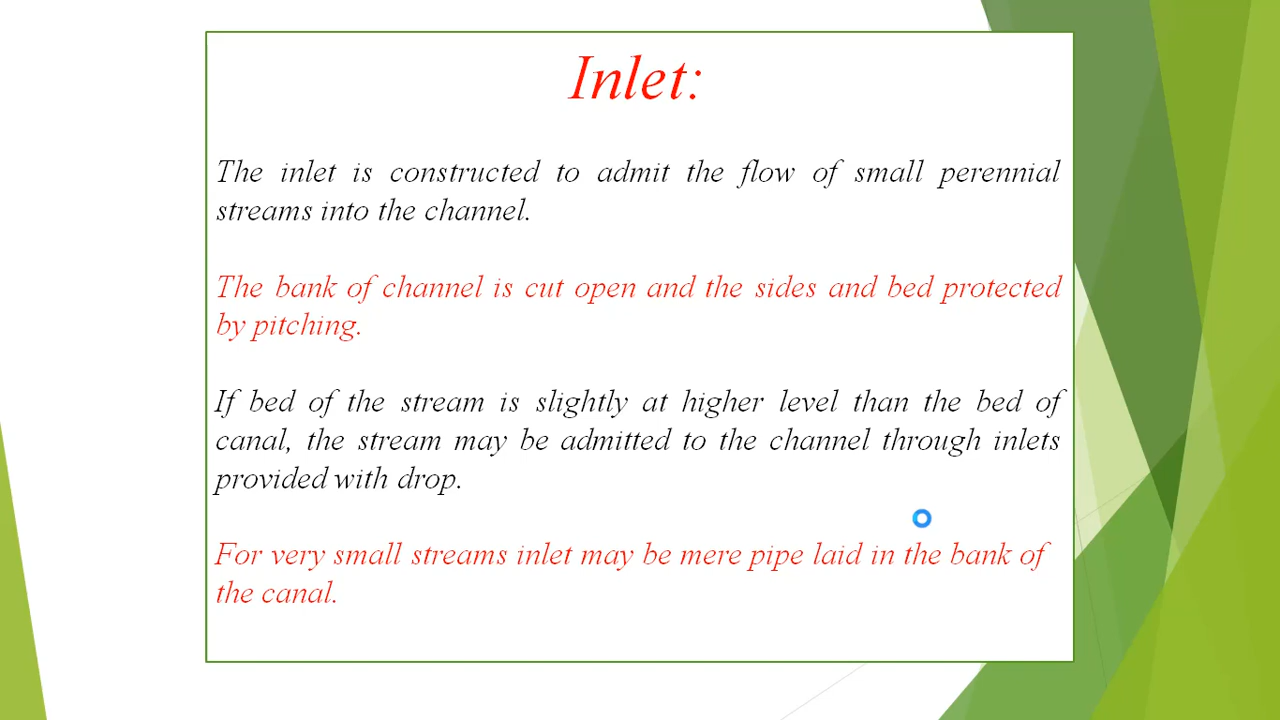 Inlet:
The inlet is constructed to admit the flow of small perennial
streams into the channel.
The bank of channel is cut open and the sides and bed protected
by pitching.
If bed of the stream is slightly at higher level than the bed of
canal, the stream may be admitted to the channel through inlets
provided with drop.
For very small streams inlet may be mere pipe laid in the bank of
the canal.